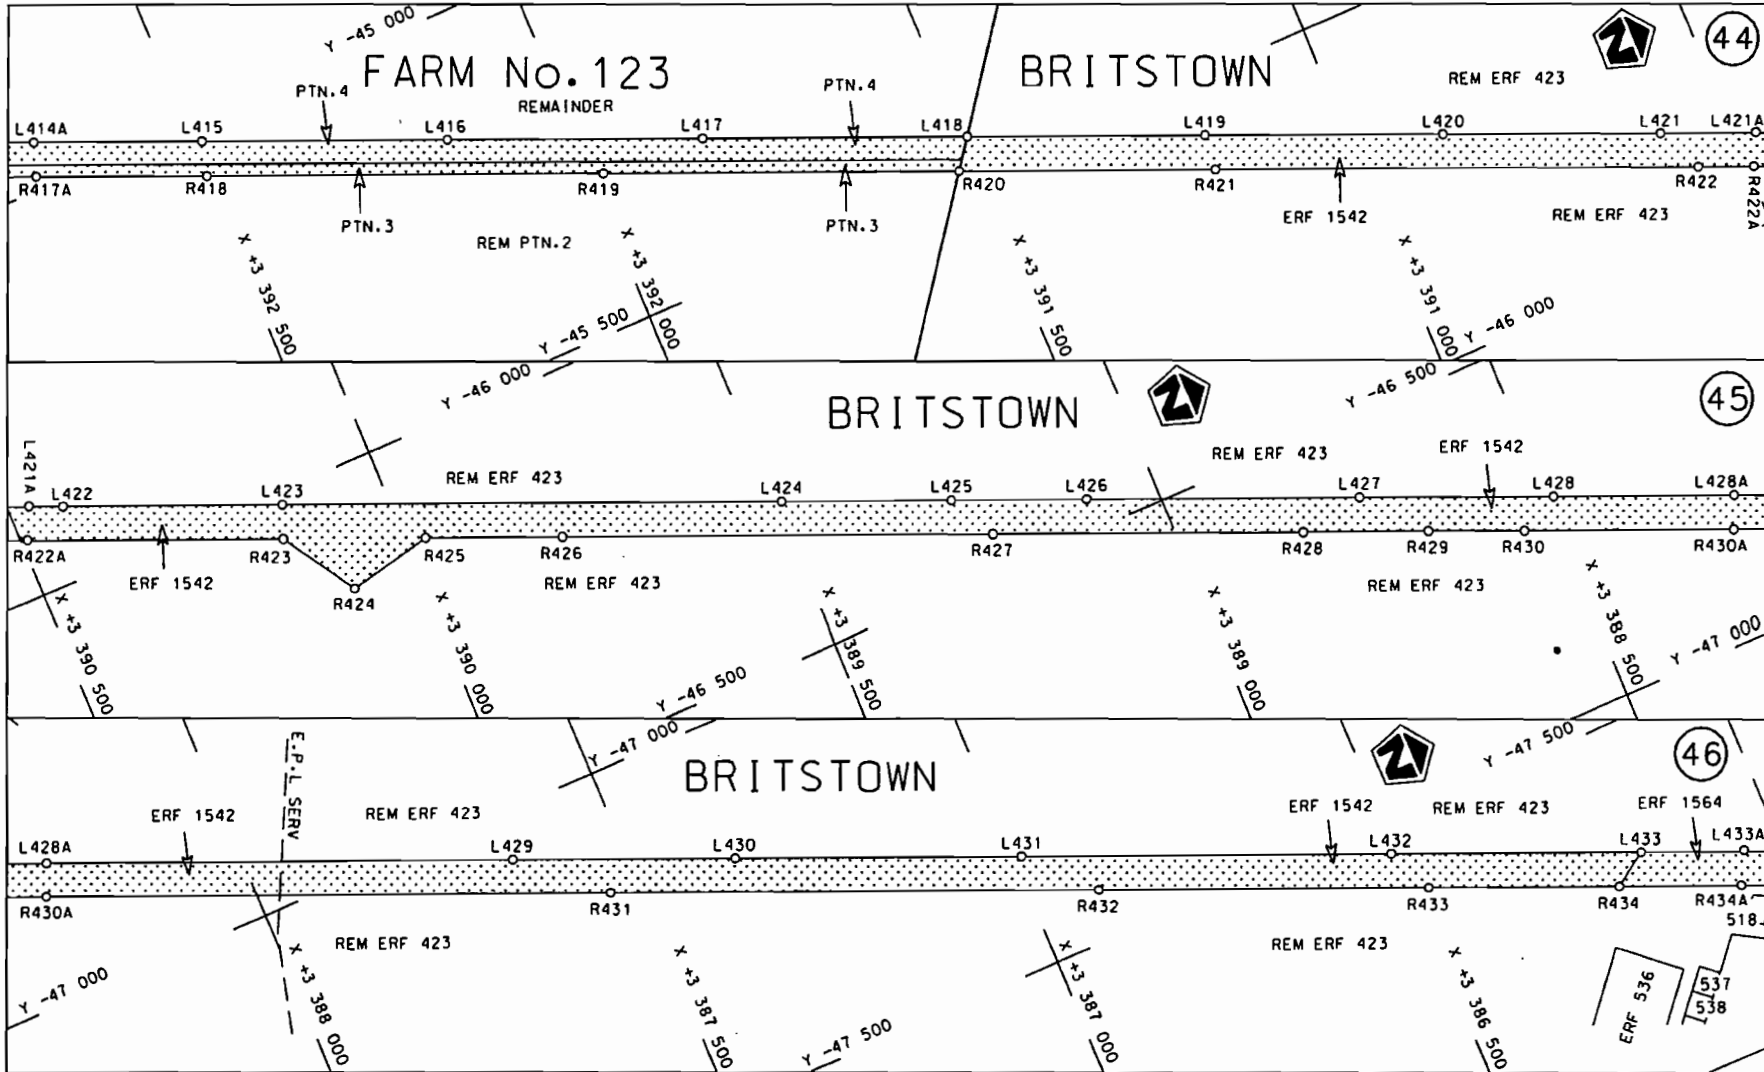 Y -45 000
FARM No.123
BRITSTOWN
REM ERF 423
44
PTN.4
REMAINDER
PTN.4
L414A
L415
L416
L417
L418
L419
L420
L421
L421A
R417A
R418
R419
R420
R421
R422
R422A
PTN.3
REM PTN.2
PTN.3
ERF 1542
REM ERF 423
X +3 392 500
X +3 392 000
X +3 391 500
X +3 391 000
Y -45 500
Y -46 000
Y -46 000
BRITSTOWN
Y -46 500
45
L421A
L422
L423
REM ERF 423
L424
L425
L426
REM ERF 423
L427
ERF 1542
L428
L428A
R422A
ERF 1542
R423
R424
R425
R426
REM ERF 423
R427
R428
R429
R430
R430A
REM ERF 423
X +3 390 500
X +3 390 000
X +3 389 500
X +3 389 000
X +3 388 500
Y -46 500
Y -47 000
Y -47 000
BRITSTOWN
Y -47 500
46
E.P.L SERV
ERF 1542
REM ERF 423
ERF 1542
REM ERF 423
ERF 1564
L428A
L429
L430
L431
L432
L433
L433A
R430A
R431
R432
R433
R434
R434A
518
REM ERF 423
REM ERF 423
Y -47 000
X +3 388 000
X +3 387 500
X +3 387 000
X +3 386 500
Y -47 500
ERF 536
537
538